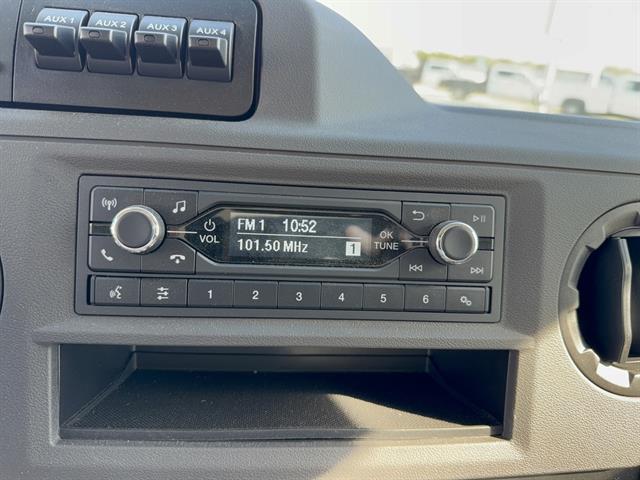 AUX 1 AUX 2 AUX 3 AUX 4
FM 1 10:52
101.50 MHz 1
VOL
OK
TUNE
1 2 3 4 5 6